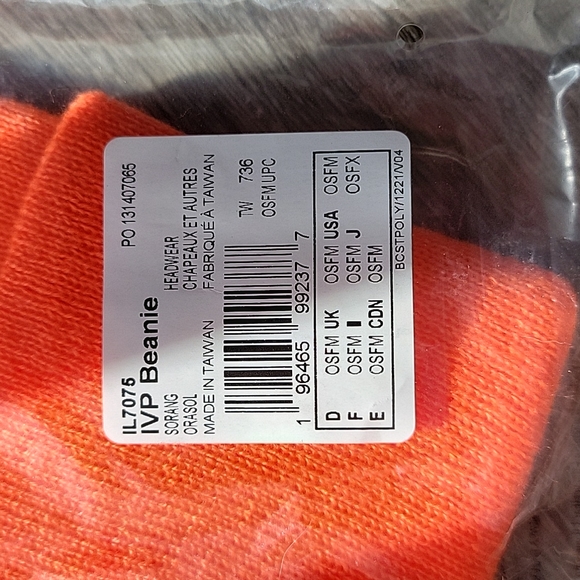 IL7075 PO 131407065
IVP Beanie
SORANG HEADWEAR
ORASOL CHAPEAUX ET AUTRES
MADE IN TAIWAN FABRIQUÉ À TAIWAN
TW 736
OSFM UPC
1 96465 99237 7
D OSFM UK OSFM USA OSFM
F OSFM ▮ OSFM J OSFX
E OSFM CDN OSFM
BCSTPOLY/1221/V04